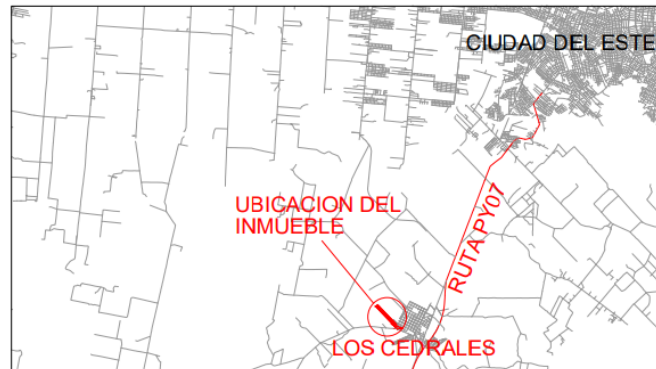 CIUDAD DEL ESTE
UBICACION DEL
INMUEBLE
RUTA PY07
LOS CEDRALES